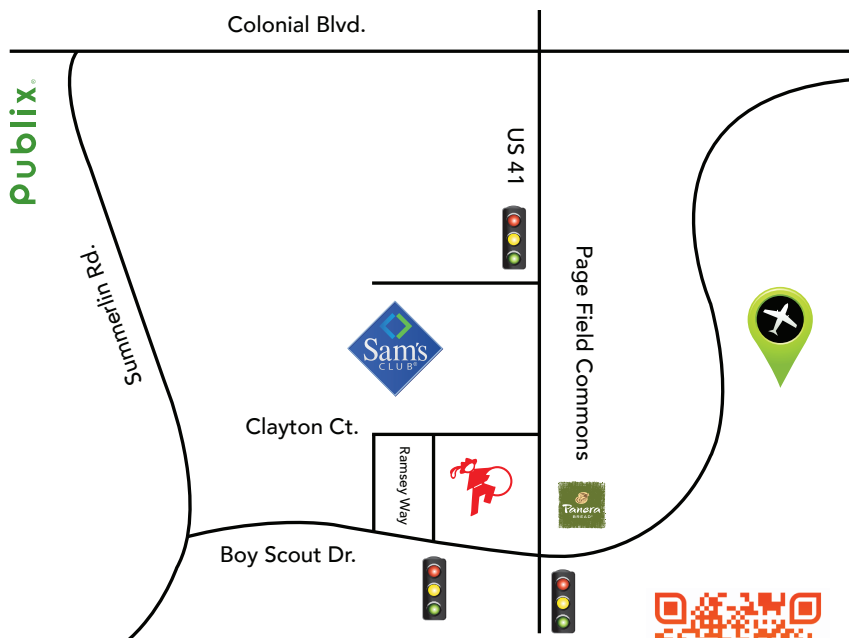 Colonial Blvd.
Publix.
US 41
Summerlin Rd.
Page Field Commons
Sam's
CLUB®
Clayton Ct.
Ramsey Way
Panera
BREAD®
Boy Scout Dr.